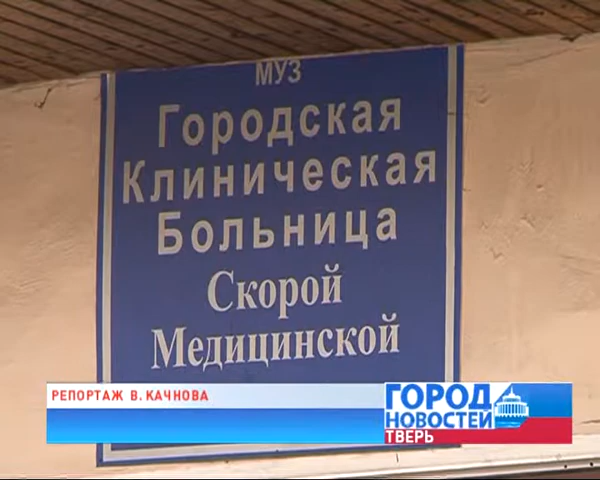 МУЗ
Городская
Клиническая
Больница
Скорой
Медицинской
РЕПОРТАЖ В. КАЧНОВА
ГОРОД
НОВОСТЕЙ
ТВЕРЬ